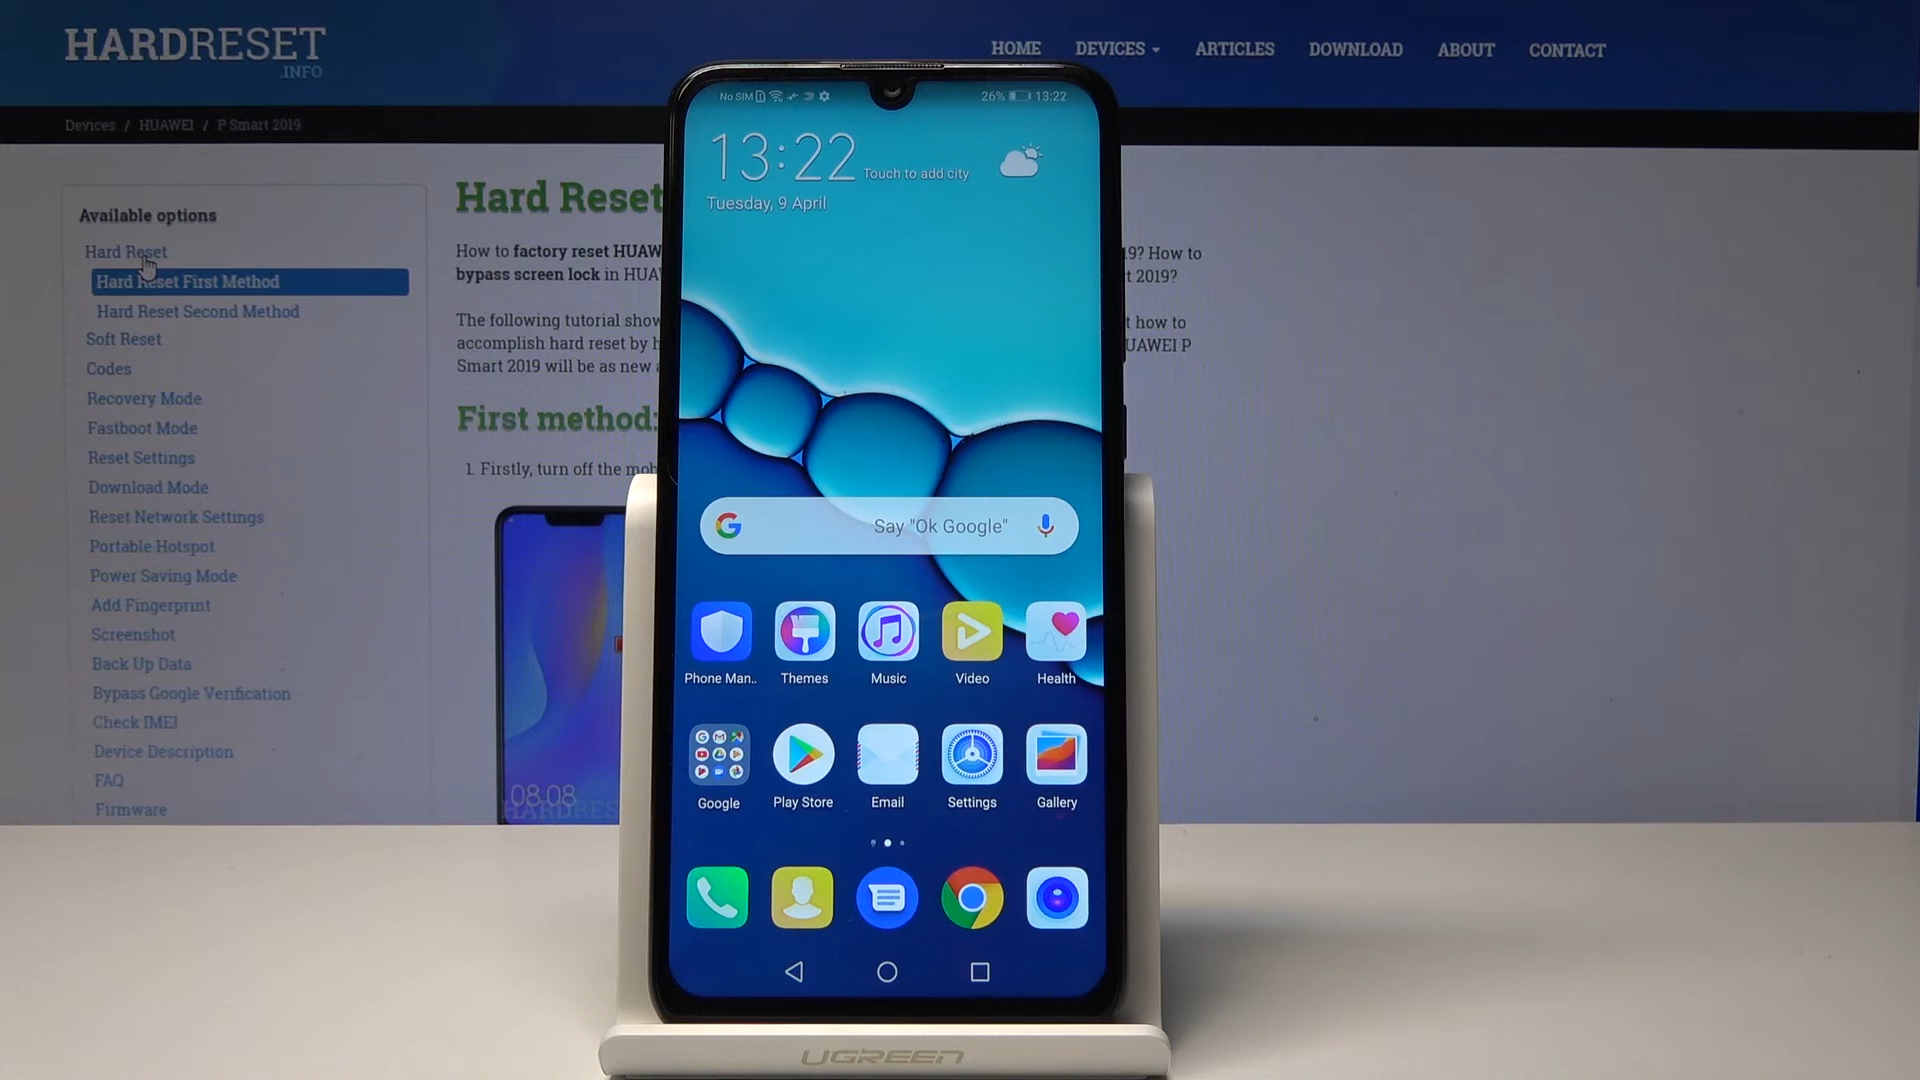 HARDRESET
.INFO
HOME DEVICES ARTICLES DOWNLOAD ABOUT CONTACT
Devices / HUAWEI / P Smart 2019
Available options
Hard Reset
Hard Reset First Method
Hard Reset Second Method
Soft Reset
Codes
Recovery Mode
Fastboot Mode
Reset Settings
Download Mode
Reset Network Settings
Portable Hotspot
Power Saving Mode
Add Fingerprint
Screenshot
Back Up Data
Bypass Google Verification
Check IMEI
Device Description
FAQ
Firmware
Hard Reset
How to factory reset HUAW
19? How to
bypass screen lock in HUA
t 2019?
The following tutorial show
t how to
accomplish hard reset by h
UAWEI P
Smart 2019 will be as new a
First method:
1. Firstly, turn off the mob
08:08
HARDRES
No SIM 26% 13:22
13:22 Touch to add city
Tuesday, 9 April
Say "Ok Google"
Phone Man.. Themes Music Video Health
Google Play Store Email Settings Gallery
UGREEN